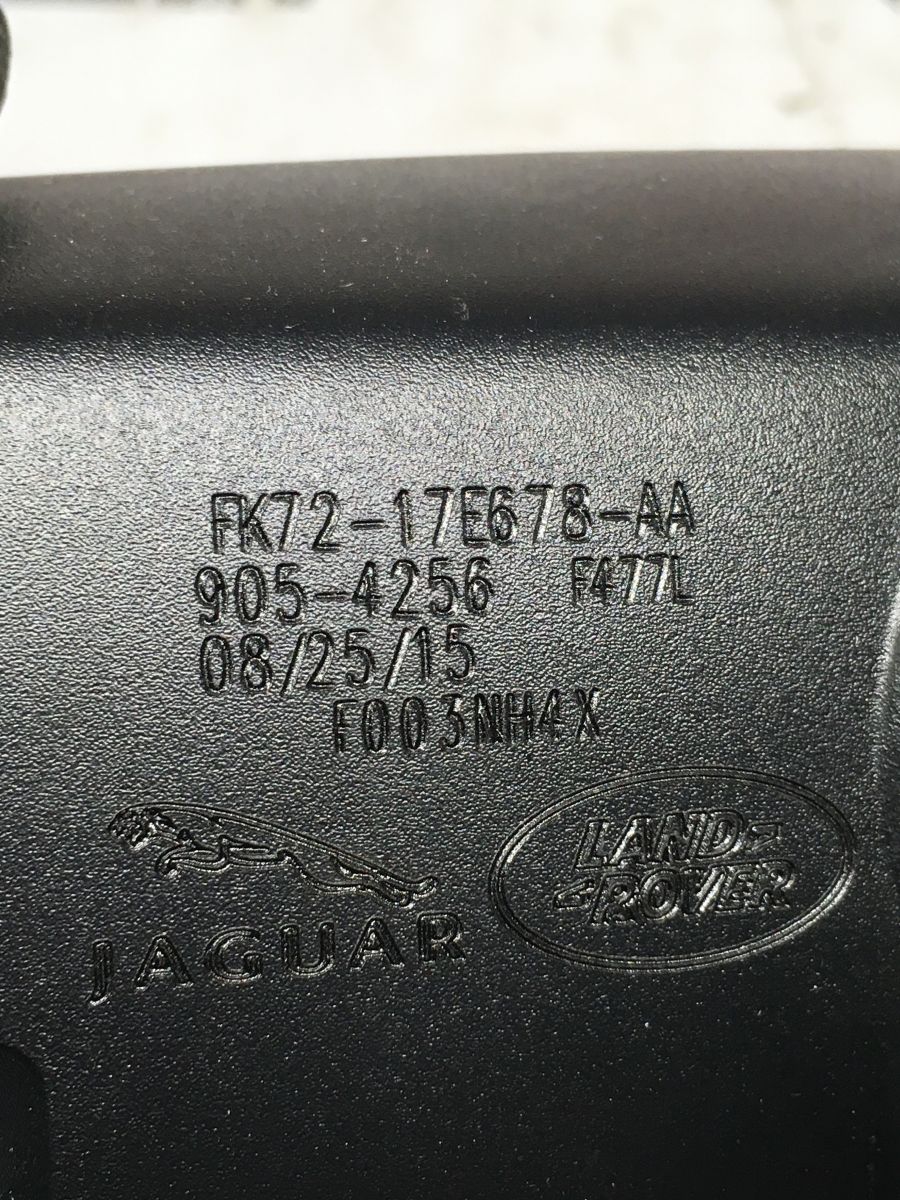 FK72-17E678-AA
905-4256 F477L
08/25/15
F003NH4X
JAGUAR
LAND
ROVER